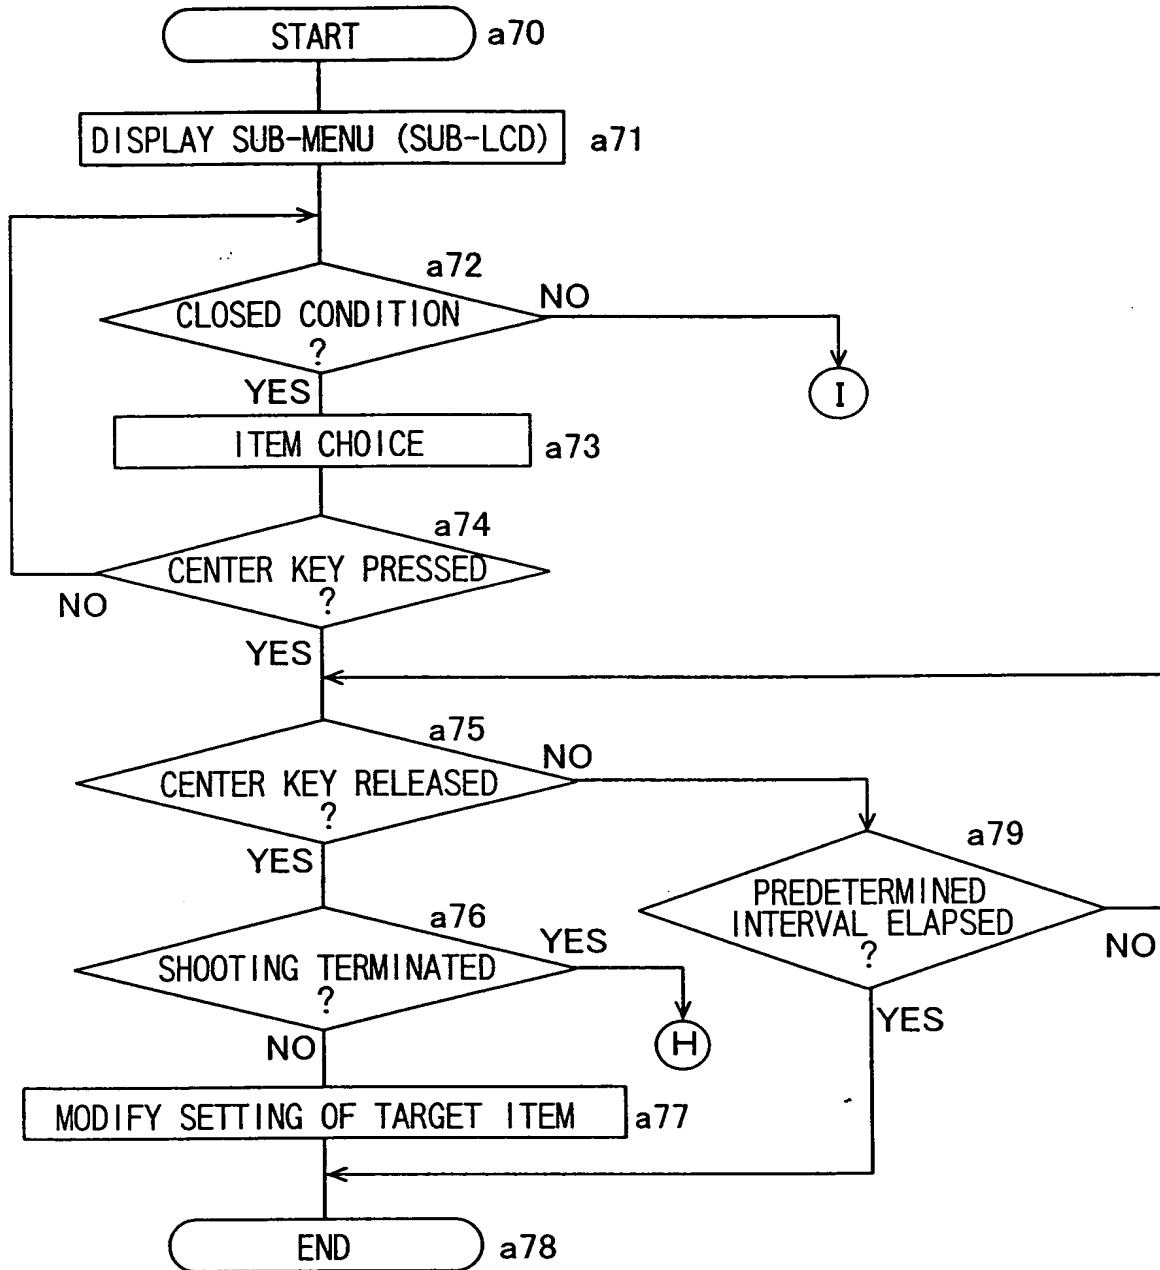 START
a70
DISPLAY SUB-MENU (SUB-LCD)
a71
a72
CLOSED CONDITION
?
NO
YES
I
ITEM CHOICE
a73
a74
CENTER KEY PRESSED
?
NO
YES
a75
CENTER KEY RELEASED
?
NO
YES
a79
PREDETERMINED
INTERVAL ELAPSED
?
NO
YES
a76
SHOOTING TERMINATED
?
YES
NO
H
MODIFY SETTING OF TARGET ITEM
a77
END
a78